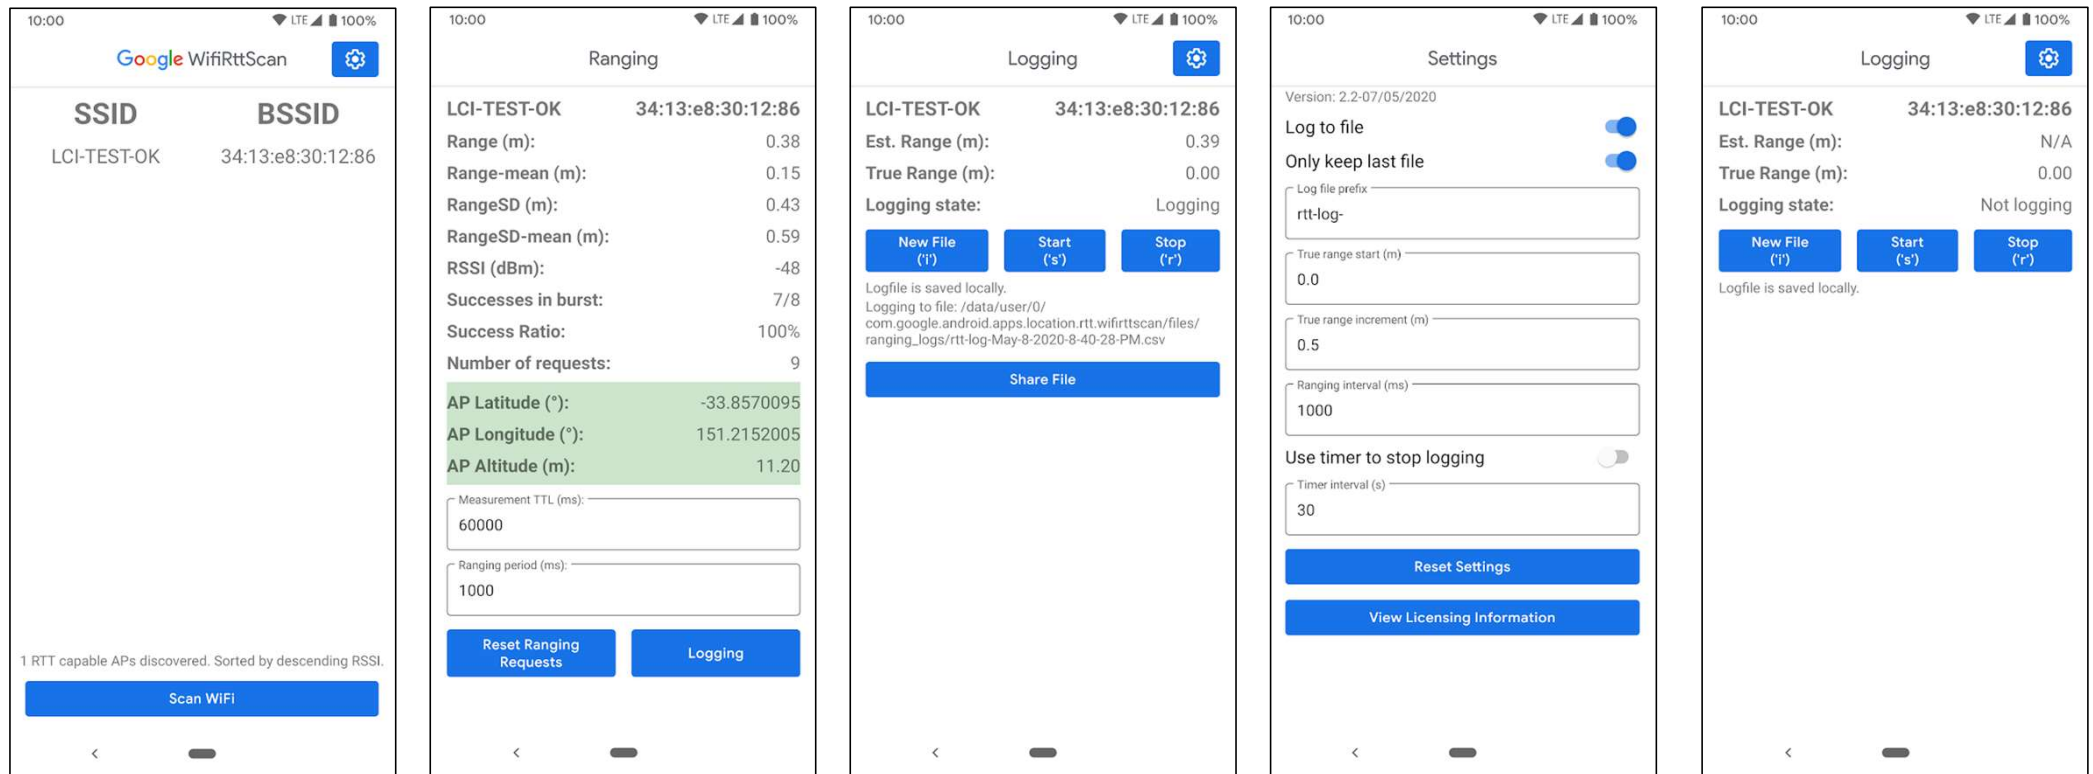 10:00 LTE 100%
Google WifiRttScan
SSID BSSID
LCI-TEST-OK 34:13:e8:30:12:86
1 RTT capable APs discovered. Sorted by descending RSSI.
Scan WiFi
10:00 LTE 100%
Ranging
LCI-TEST-OK 34:13:e8:30:12:86
Range (m): 0.38
Range-mean (m): 0.15
RangeSD (m): 0.43
RangeSD-mean (m): 0.59
RSSI (dBm): -48
Successes in burst: 7/8
Success Ratio: 100%
Number of requests: 9
AP Latitude (°): -33.8570095
AP Longitude (°): 151.2152005
AP Altitude (m): 11.20
Measurement TTL (ms):
60000
Ranging period (ms):
1000
Reset Ranging
Requests
Logging
10:00 LTE 100%
Logging
LCI-TEST-OK 34:13:e8:30:12:86
Est. Range (m): 0.39
True Range (m): 0.00
Logging state: Logging
New File
('i')
Start
('s')
Stop
('r')
Logfile is saved locally.
Logging to file: /data/user/0/
com.google.android.apps.location.rtt.wifirttscan/files/
ranging_logs/rtt-log-May-8-2020-8-40-28-PM.csv
Share File
10:00 LTE 100%
Settings
Version: 2.2-07/05/2020
Log to file
Only keep last file
Log file prefix
rtt-log-
True range start (m)
0.0
True range increment (m)
0.5
Ranging interval (ms)
1000
Use timer to stop logging
Timer interval (s)
30
Reset Settings
View Licensing Information
10:00 LTE 100%
Logging
LCI-TEST-OK 34:13:e8:30:12:86
Est. Range (m): N/A
True Range (m): 0.00
Logging state: Not logging
New File
('i')
Start
('s')
Stop
('r')
Logfile is saved locally.